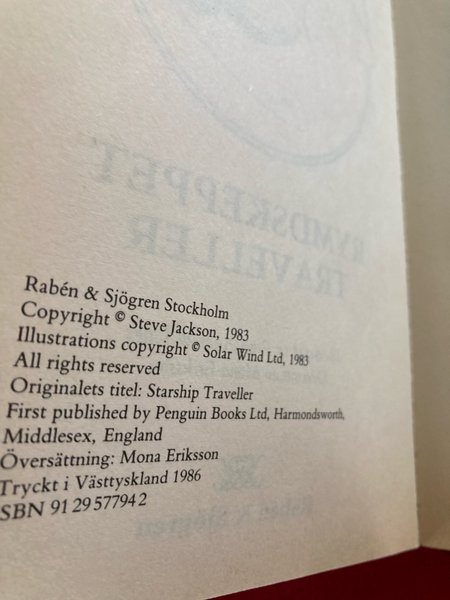 RYMDSKEPPET
TRAVELLER
Rabén & Sjögren Stockholm
Copyright © Steve Jackson, 1983
Illustrations copyright © Solar Wind Ltd, 1983
All rights reserved
Originalets titel: Starship Traveller
First published by Penguin Books Ltd, Harmondsworth,
Middlesex, England
Översättning: Mona Eriksson
Tryckt i Västtyskland 1986
SBN 91 29 57794 2
Rabén & Sjögren